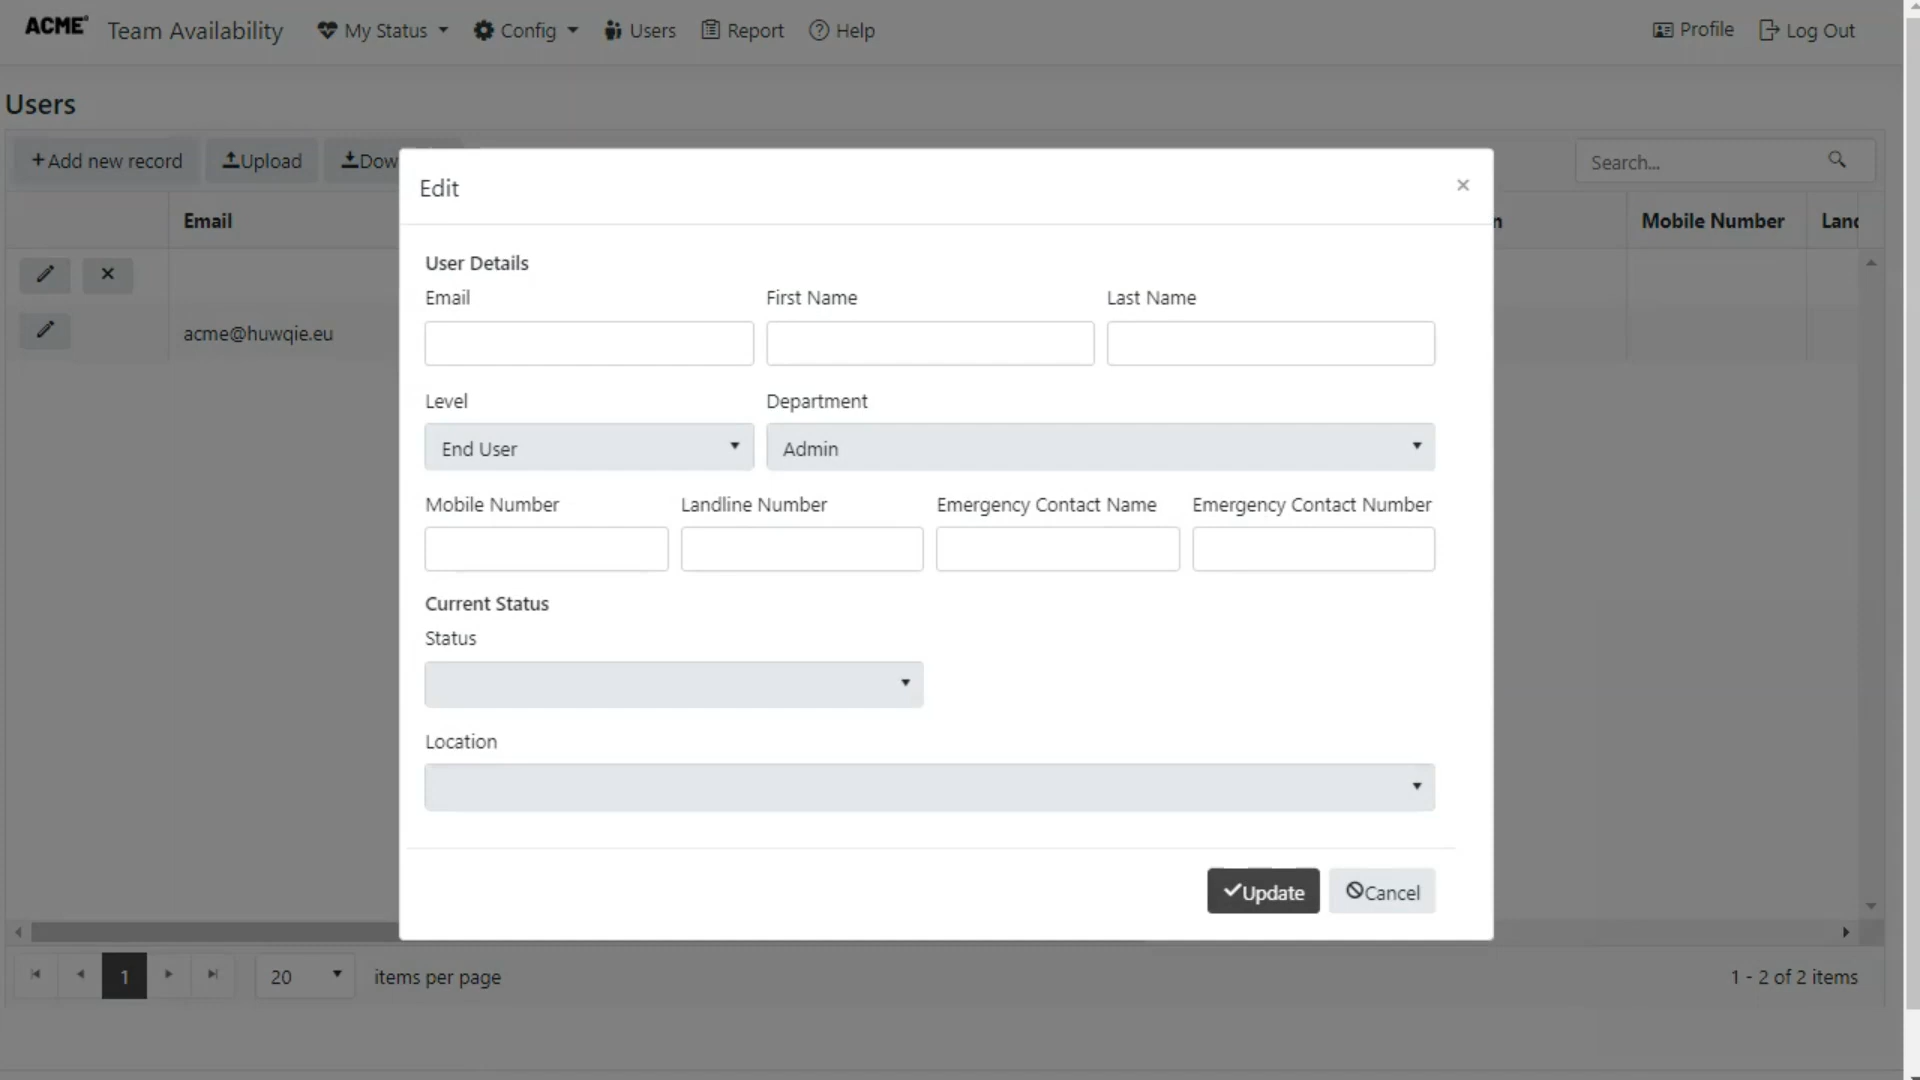 ACME Team Availability My Status Config Users Report Help Profile Log Out
Users
+Add new record Upload Dow Search...
Email n Mobile Number Lan
acme@huwqie.eu
Edit ×
User Details
Email First Name Last Name
Level Department
End User Admin
Mobile Number Landline Number Emergency Contact Name Emergency Contact Number
Current Status
Status
Location
Update Cancel
1 20 items per page 1 - 2 of 2 items